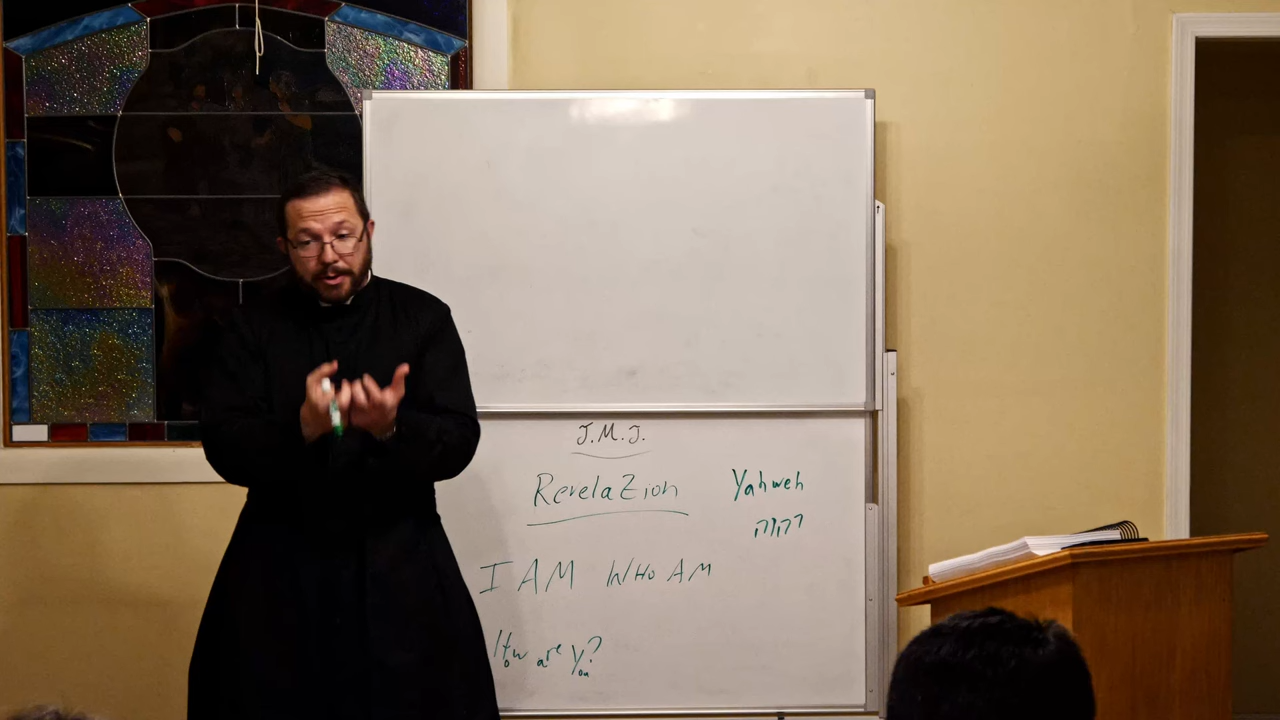 J.M.J.
RevelaZion Yahweh
יהוה
I AM WHO AM
How are you?